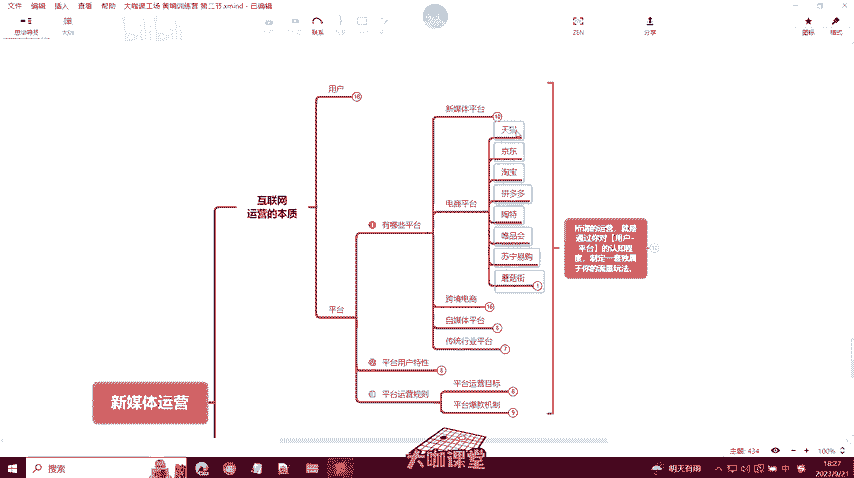 文件 编辑 插入 查看 帮助 大咖课工场 黄埔训练营 第二节.xmind - 已编辑
思维导图 大纲 联系 ZEN 分享 图标 格式
用户 16
新媒体平台 10
天猫
京东
淘宝
互联网
运营的本质
拼多多
电商平台
有哪些平台
淘特
唯品会
苏宁易购
蘑菇街 1
所谓的运营，就是
通过你对【用户-
平台】的认知程
度，制定一套独属
于你的流量玩法。
跨境电商 10
平台
自媒体平台 6
传统行业平台 7
平台用户特性 8
平台运营规则
平台运营目标 8
平台爆款机制 9
新媒体运营
大咖课堂
主题: 434 100%
搜索
明天有雨 中 18:27
2023/9/21